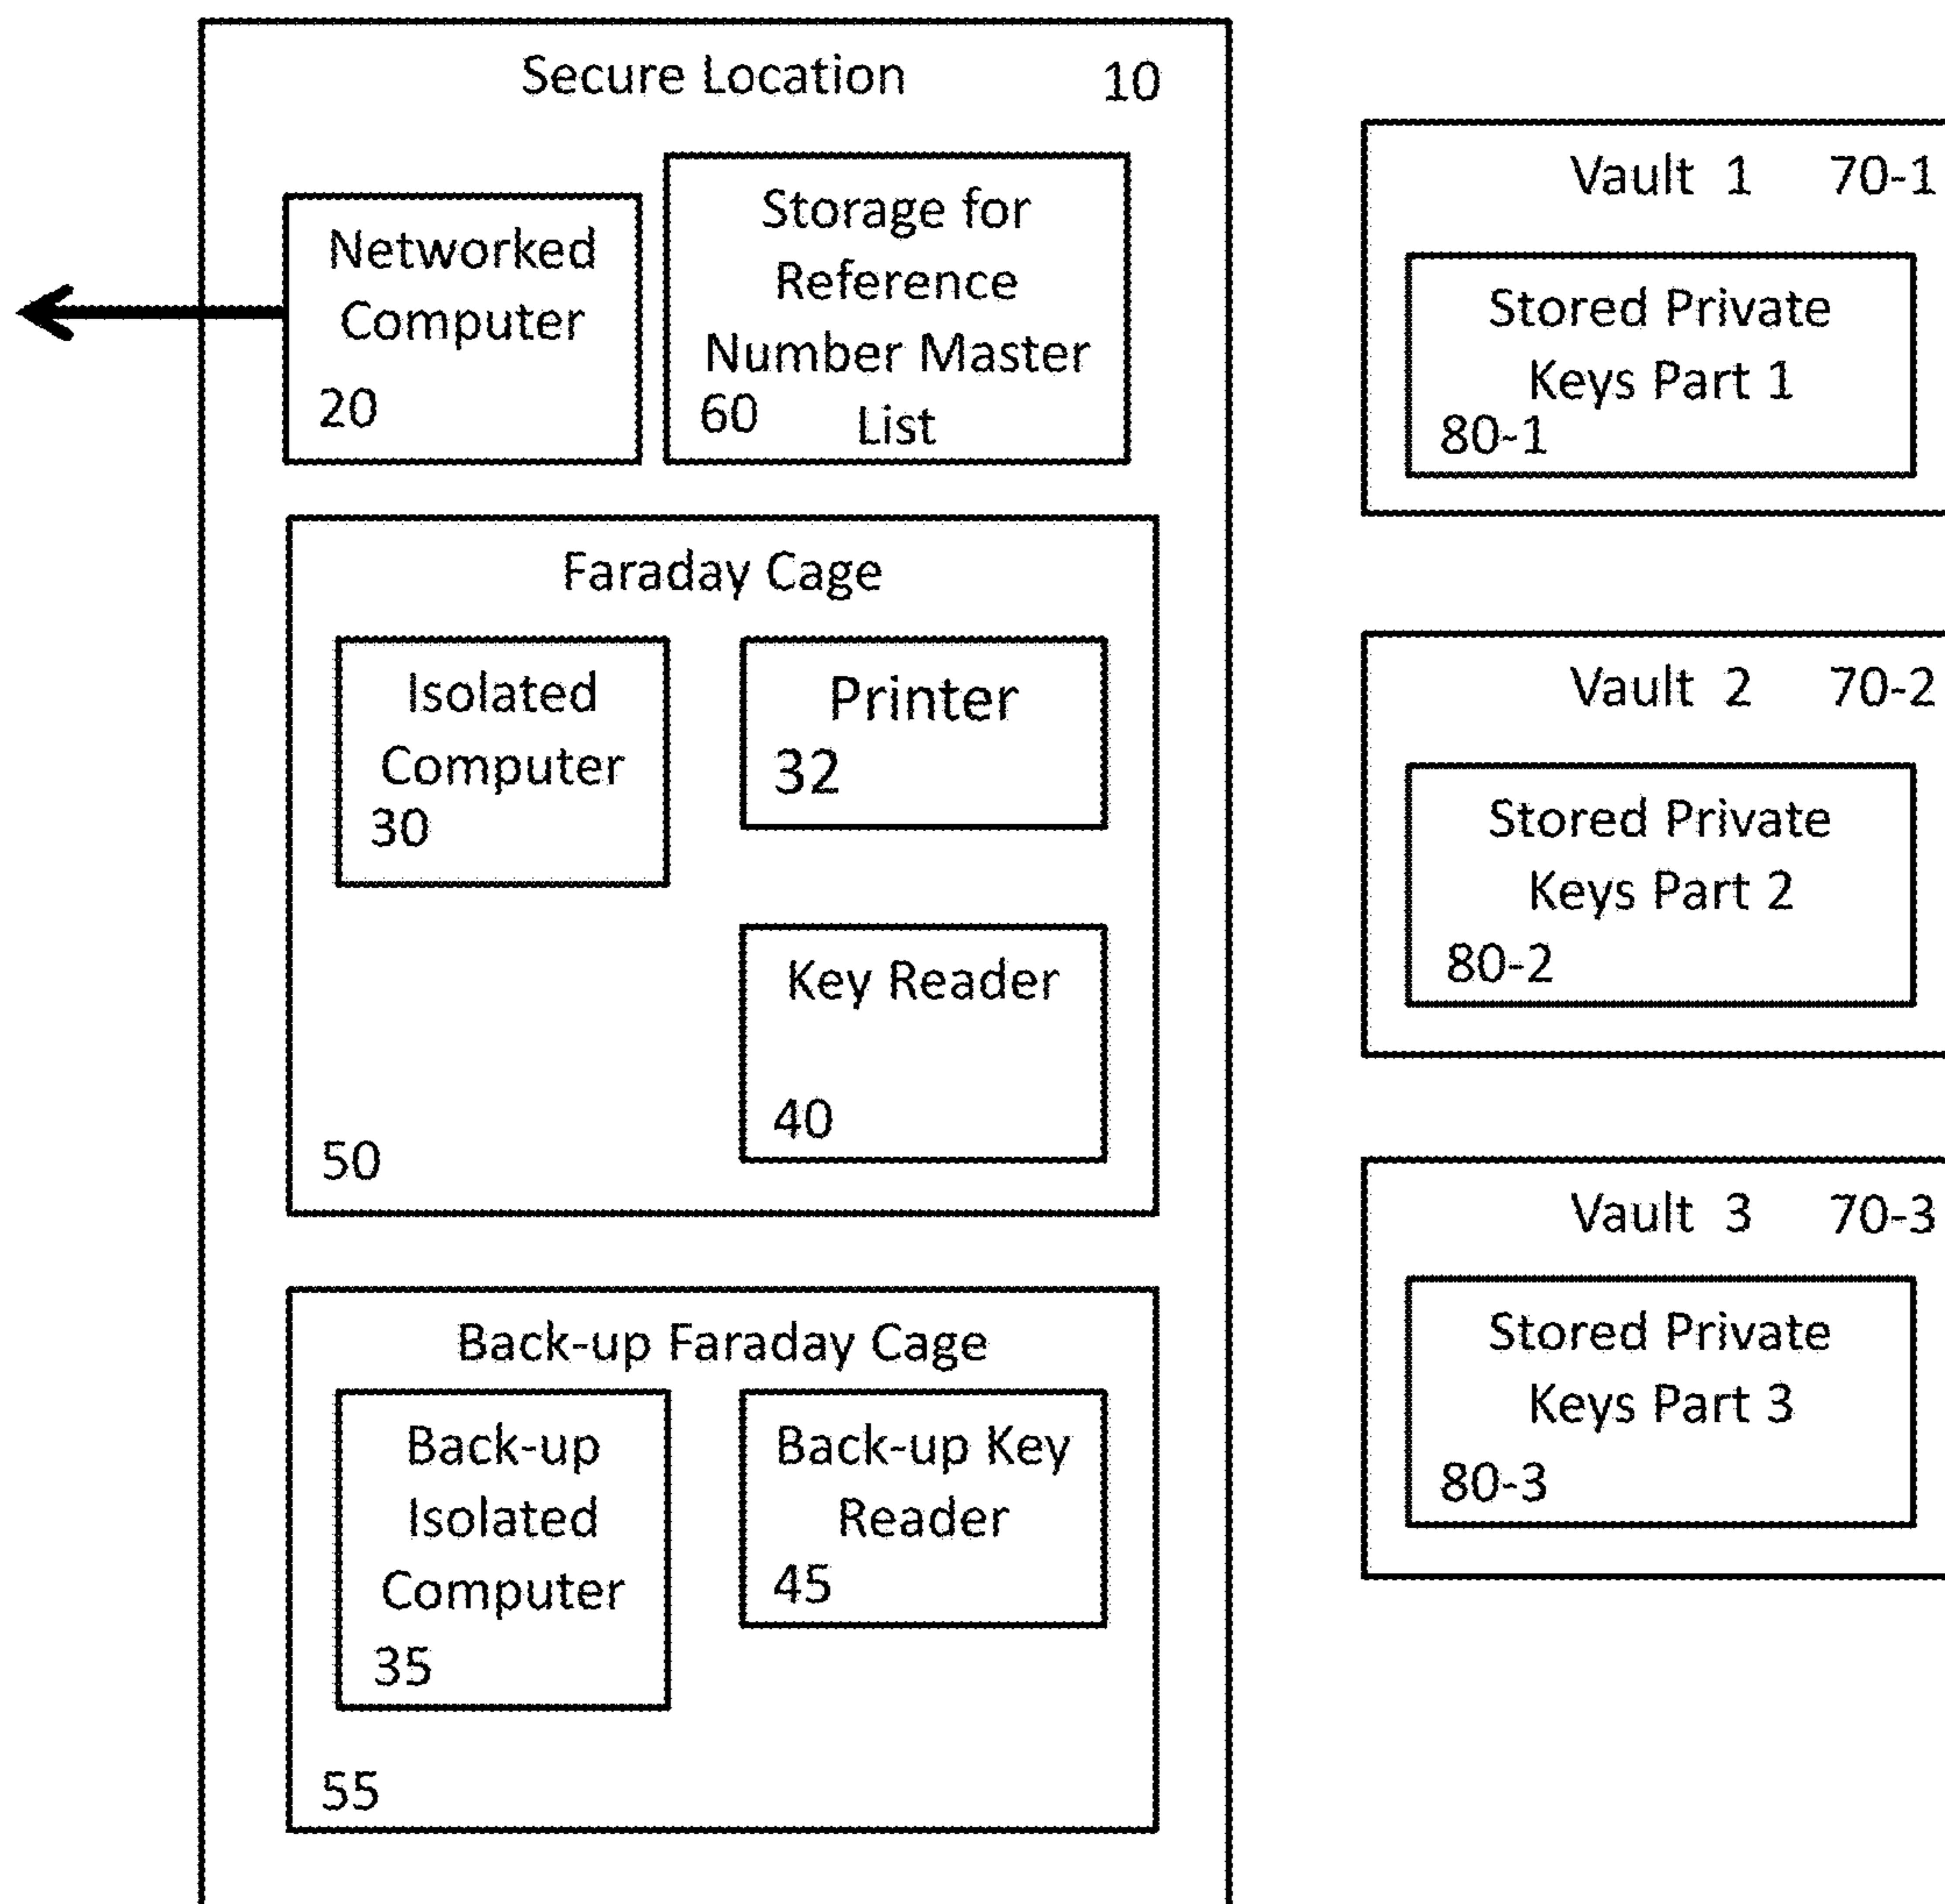 Secure Location 10
Networked
Computer
20
Storage for
Reference
Number Master
60 List
Faraday Cage
Isolated
Computer
30
Printer
32
Key Reader
40
50
Back-up Faraday Cage
Back-up
Isolated
Computer
35
Back-up Key
Reader
45
55
Vault 1 70-1
Stored Private
Keys Part 1
80-1
Vault 2 70-2
Stored Private
Keys Part 2
80-2
Vault 3 70-3
Stored Private
Keys Part 3
80-3